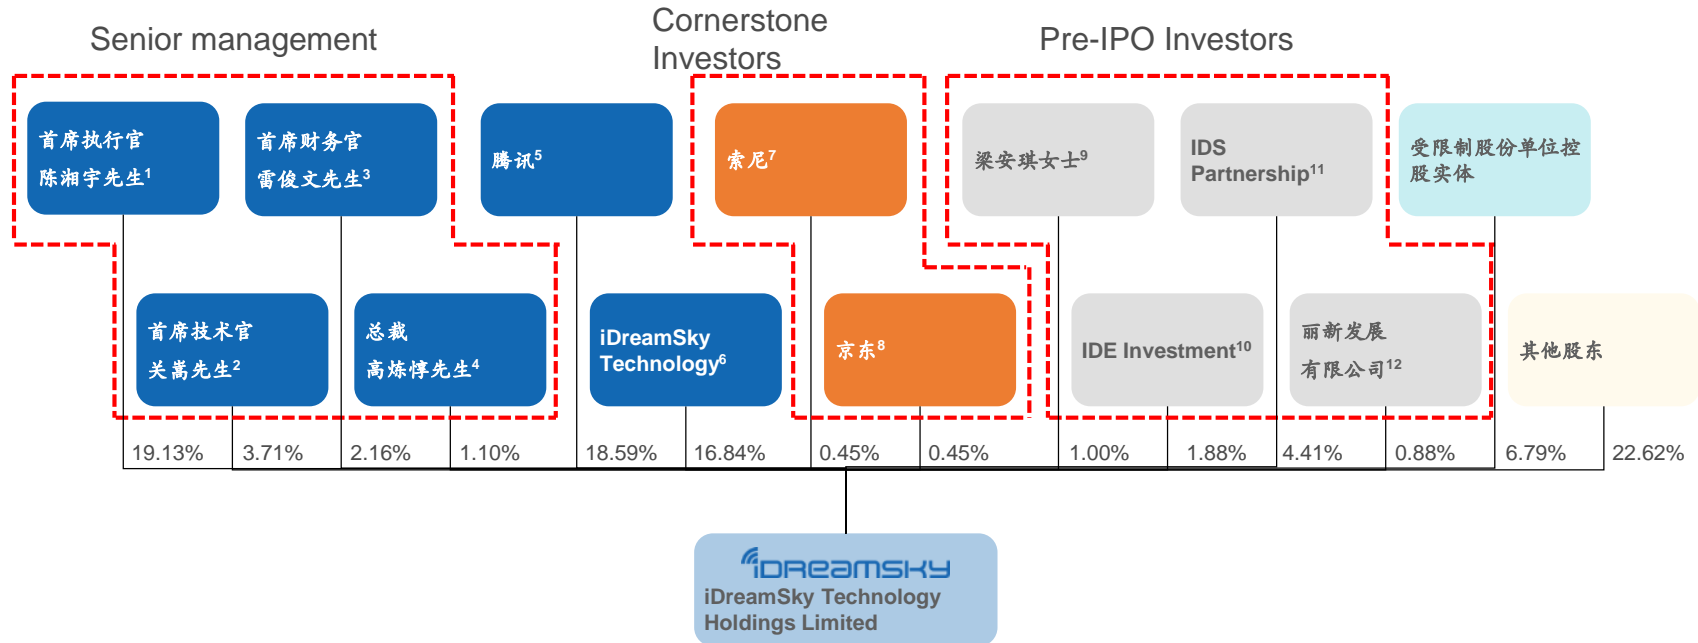 Senior management
Cornerstone
Investors
Pre-IPO Investors
首席执行官
陈湘宇先生1
首席财务官
雷俊文先生3
腾讯5
索尼7
梁安琪女士9
IDS
Partnership11
受限制股份单位控
股实体
首席技术官
关嵩先生2
总裁
高炼惇先生4
iDreamSky
Technology6
京东8
IDE Investment10
丽新发展
有限公司12
其他股东
19.13%
3.71%
2.16%
1.10%
18.59%
16.84%
0.45%
0.45%
1.00%
1.88%
4.41%
0.88%
6.79%
22.62%
iDREAMSKY
iDreamSky Technology
Holdings Limited